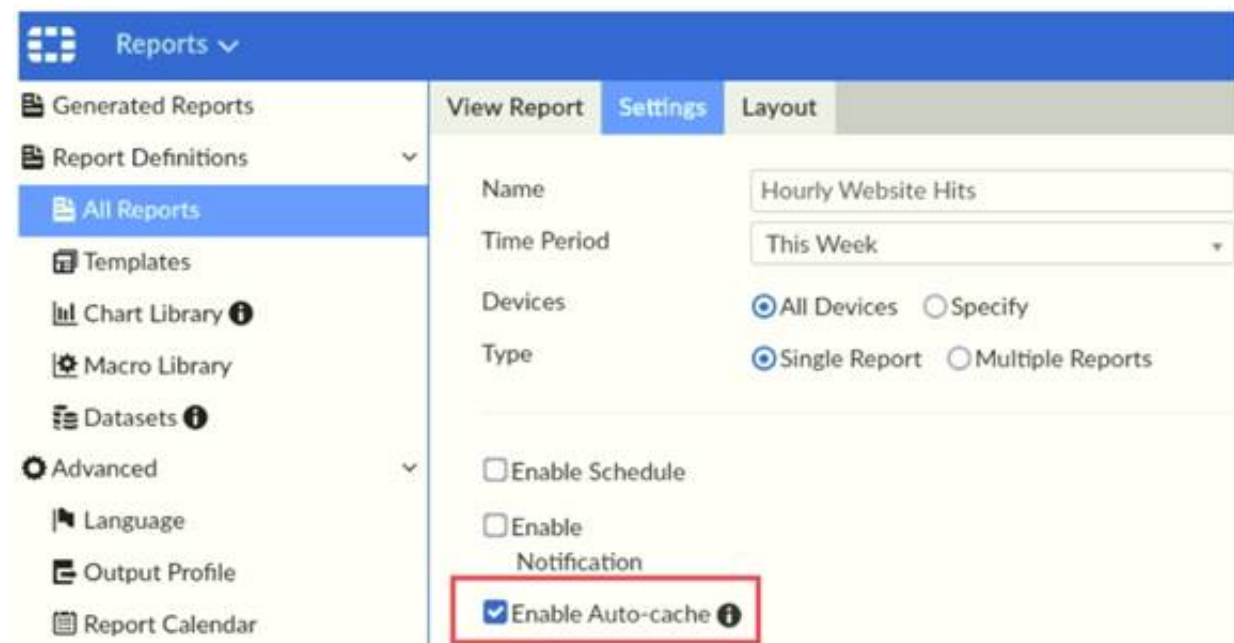 Reports
Generated Reports
Report Definitions
All Reports
Templates
Chart Library
Macro Library
Datasets
Advanced
Language
Output Profile
Report Calendar
View Report Settings Layout
Name Hourly Website Hits
Time Period This Week
Devices All Devices Specify
Type Single Report Multiple Reports
Enable Schedule
Enable
Notification
Enable Auto-cache